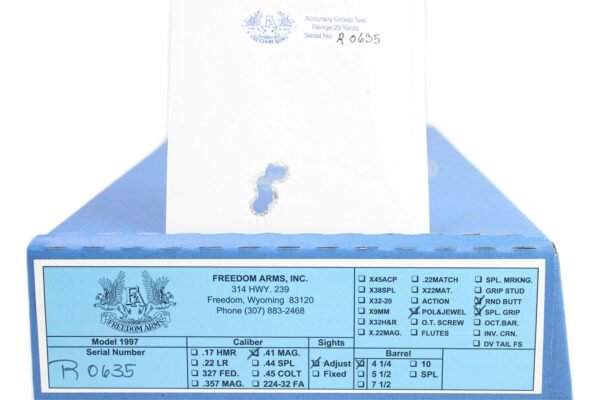 FA
FREEDOM ARMS
Accuracy Group Test
Range 25 Yards
Serial No. R 0635
FA
FREEDOM ARMS
FREEDOM ARMS, INC.
314 HWY. 239
Freedom, Wyoming 83120
Phone (307) 883-2468
X45ACP .22MATCH SPL. MRKNG.
X38SPL X22MAT. GRIP STUD
X32-20 ACTION RND BUTT
X9MM POL&JEWEL SPL. GRIP
X32H&R O.T. SCREW OCT.BAR.
X.22MAG. FLUTES INV. CRN.
DV TAIL FS
Model 1997 Caliber Sights Barrel
Serial Number
R 0635
.17 HMR .41 MAG.
.22 LR .44 SPL Adjust 4 1/4 10
327 FED. .45 COLT Fixed 5 1/2 SPL
.357 MAG. 224-32 FA 7 1/2